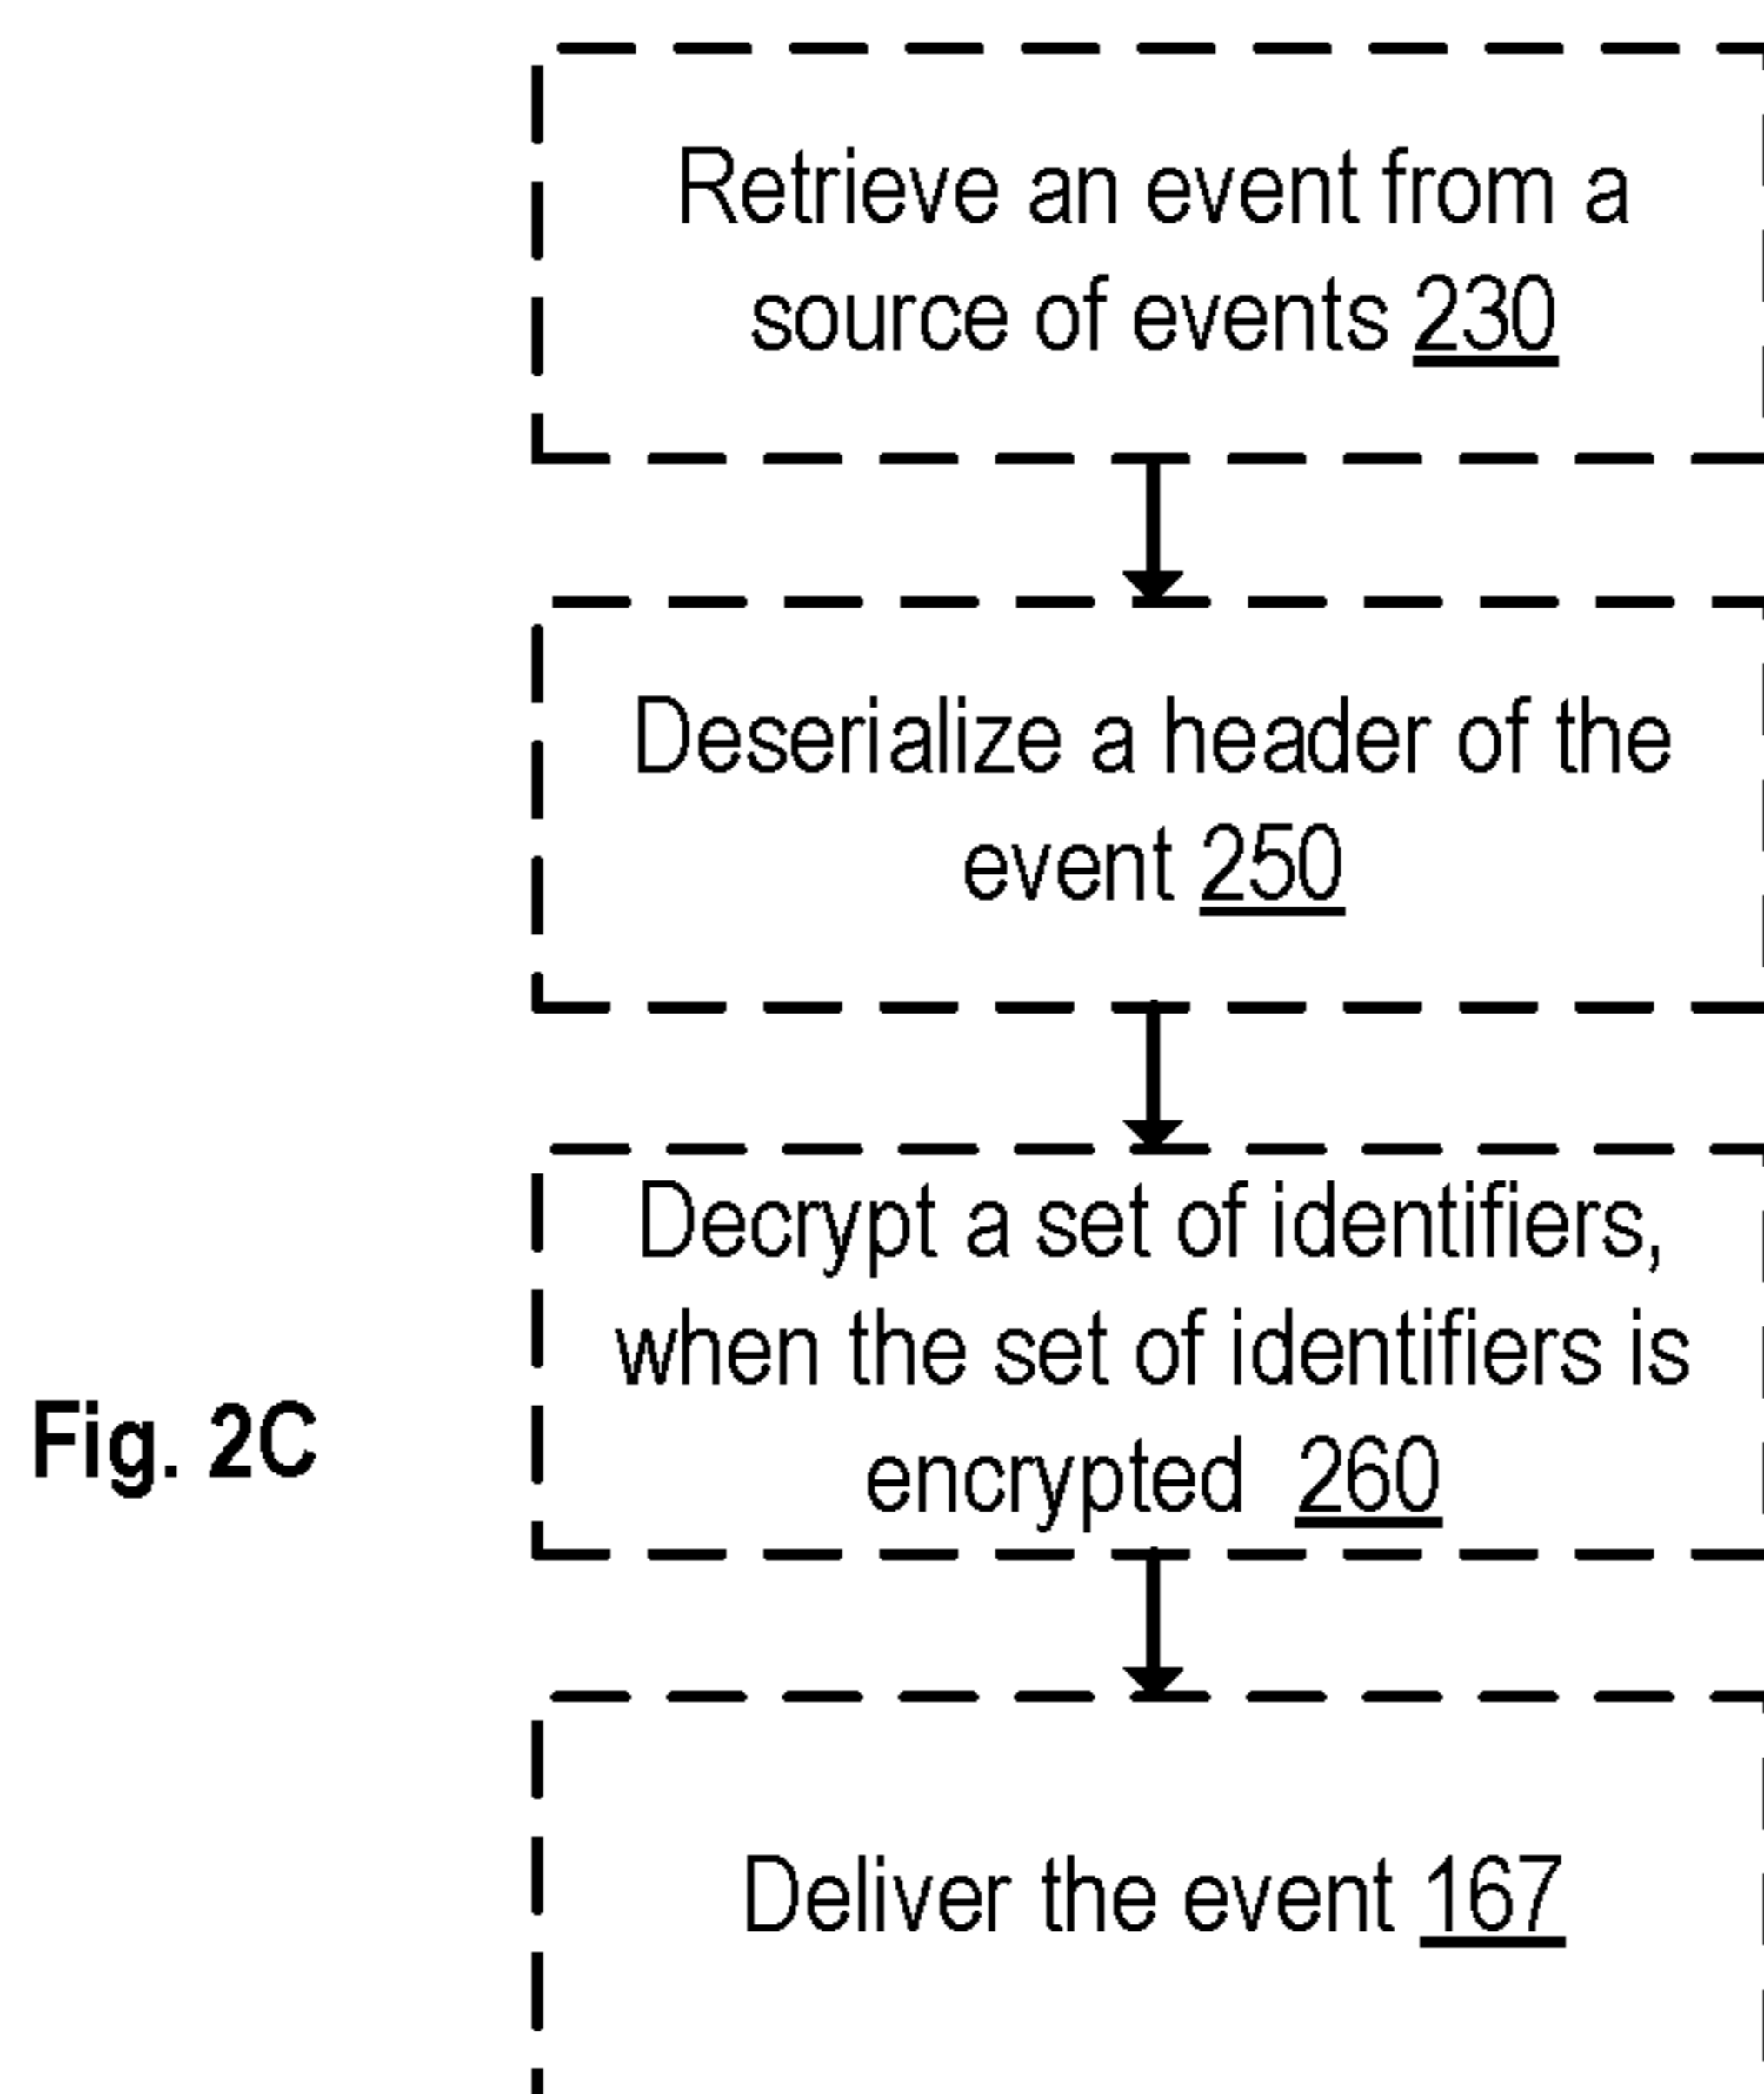 Retrieve an event from a
source of events 230
Deserialize a header of the
event 250
Decrypt a set of identifiers,
when the set of identifiers is
encrypted 260
Fig. 2C
Deliver the event 167